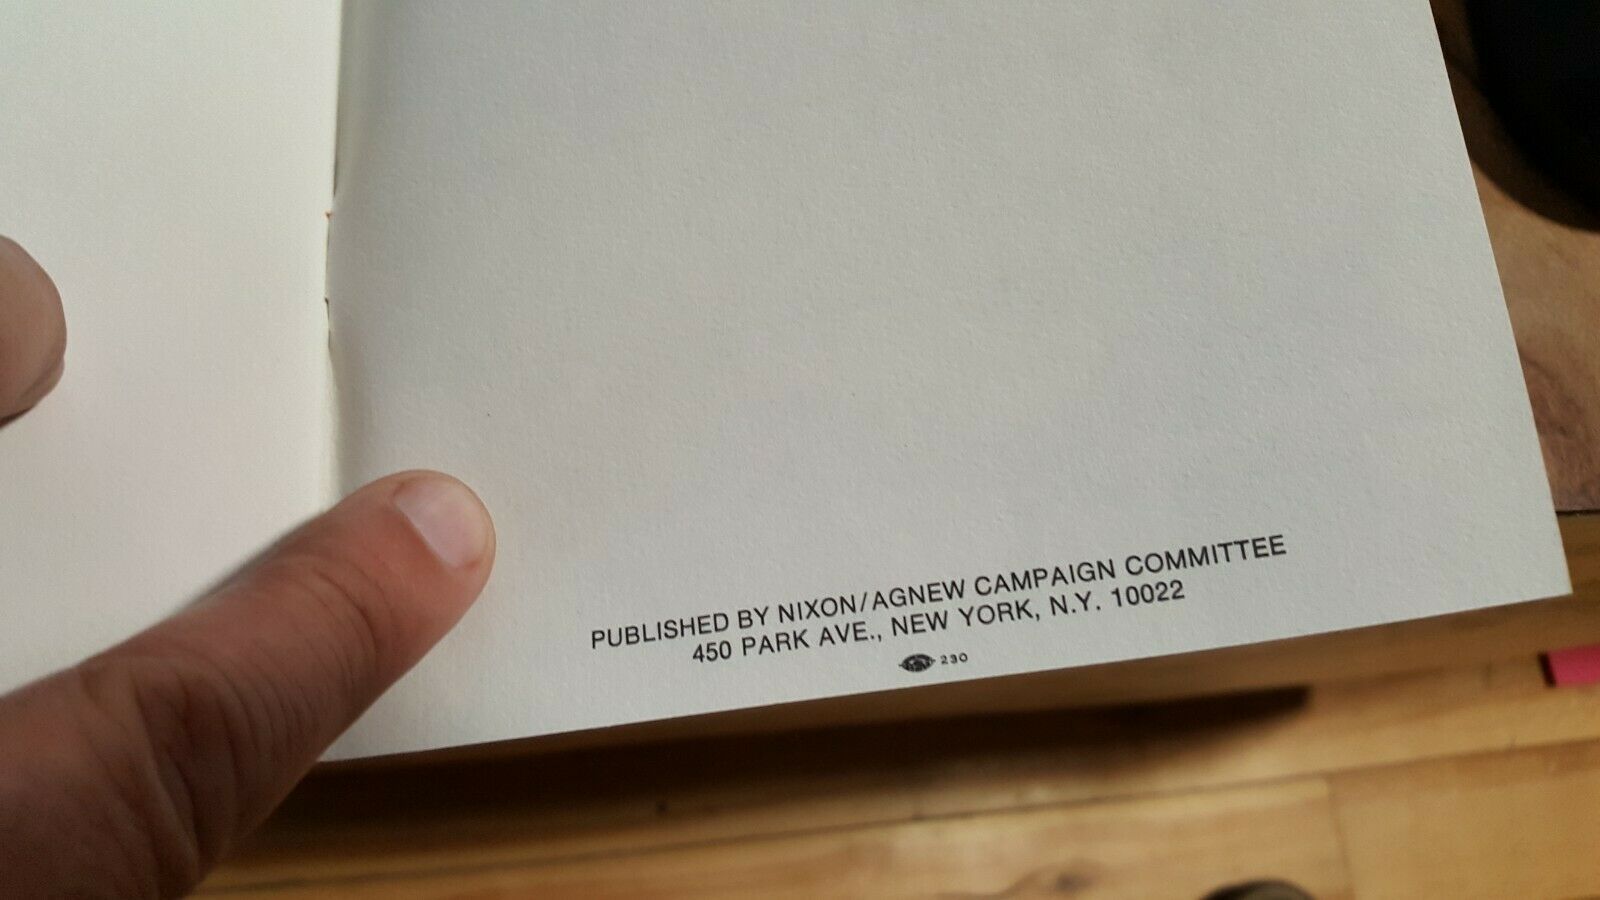 PUBLISHED BY NIXON/AGNEW CAMPAIGN COMMITTEE
450 PARK AVE., NEW YORK, N.Y. 10022
230